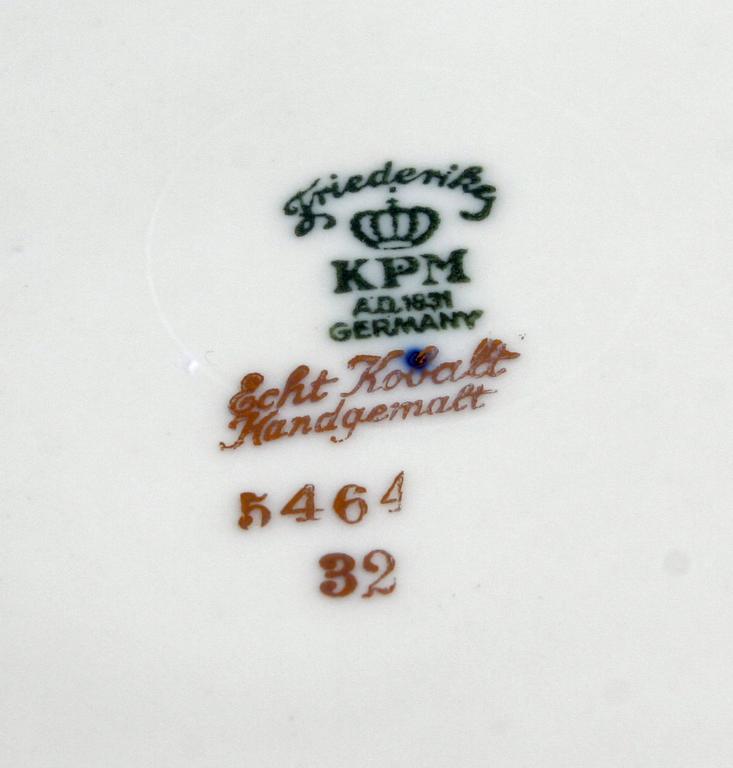 Friederike
KPM
A.D.1831
GERMANY
Echt Kobalt
Handgemalt
5464
32